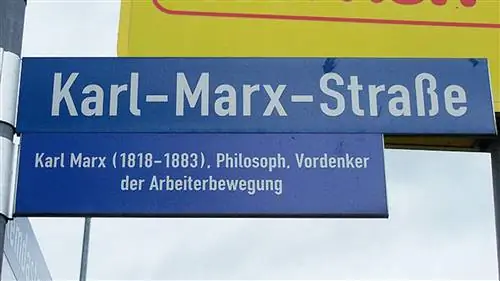 Karl-Marx-Straße
Karl Marx (1818-1883), Philosoph, Vordenker
der Arbeiterbewegung